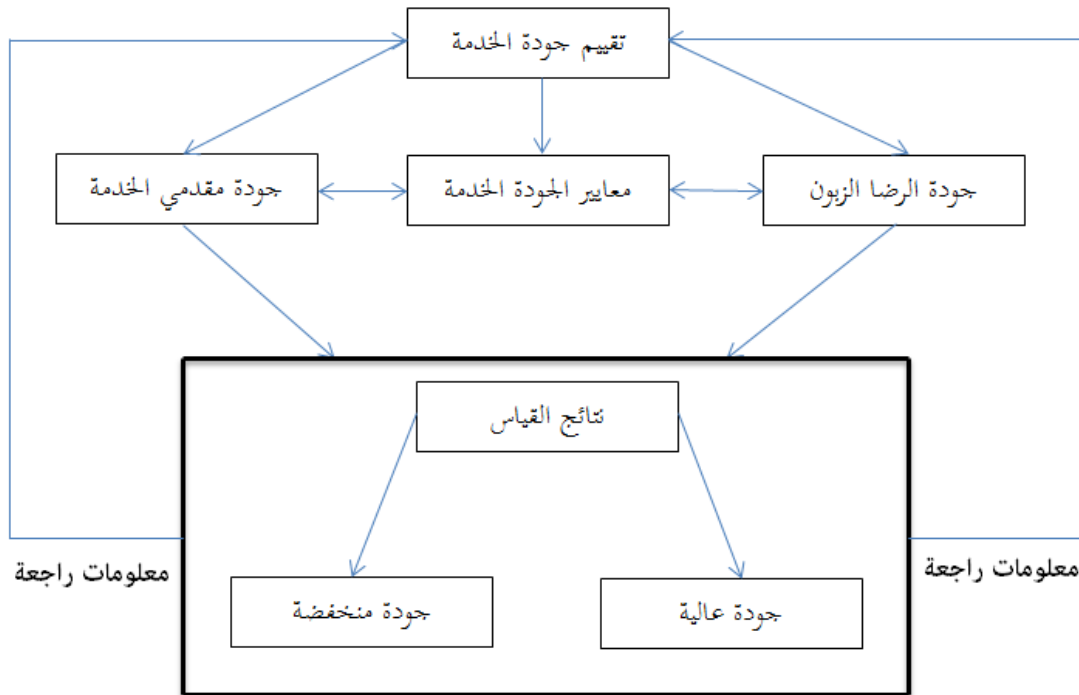 تقييم جودة الخدمة
جودة الرضا الزبون
معايير الجودة الخدمة
جودة مقدمي الخدمة
نتائج القياس
معلومات راجعة
معلومات راجعة
جودة عالية
جودة منخفضة